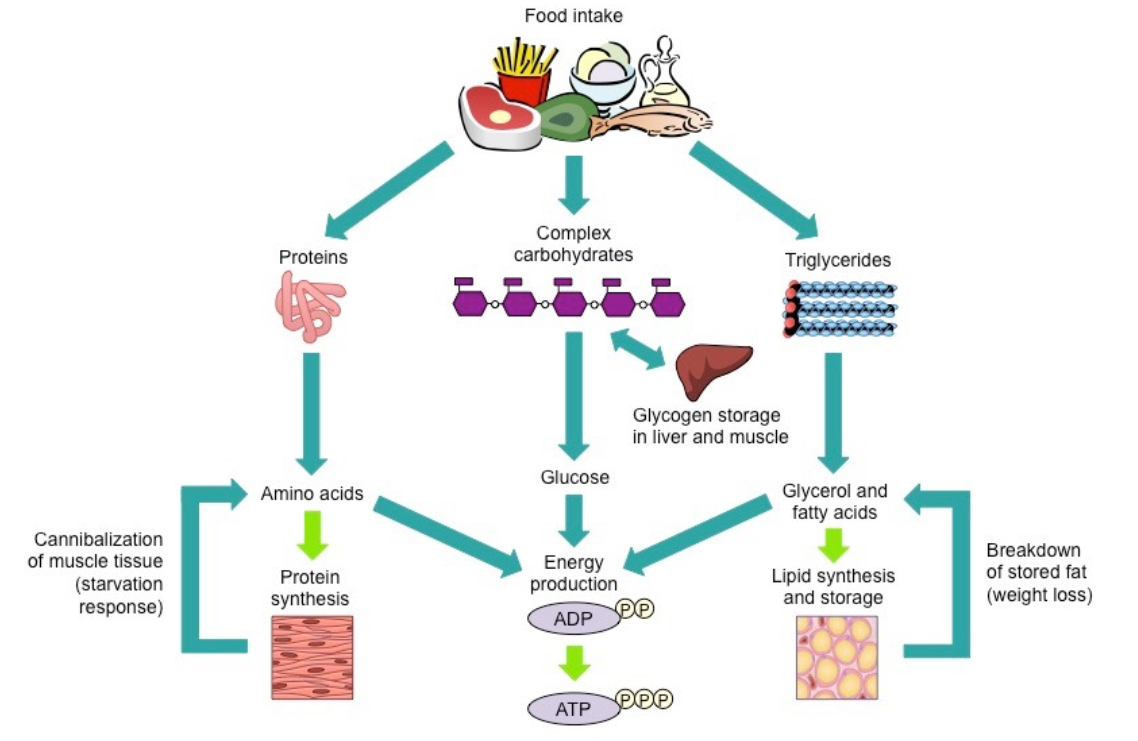 Food intake
Proteins
Complex
carbohydrates
Triglycerides
Glycogen storage
in liver and muscle
Amino acids
Glucose
Glycerol and
fatty acids
Cannibalization
of muscle tissue
(starvation
response)
Protein
synthesis
Energy
production
Lipid synthesis
and storage
Breakdown
of stored fat
(weight loss)
ADP P P
ATP P P P